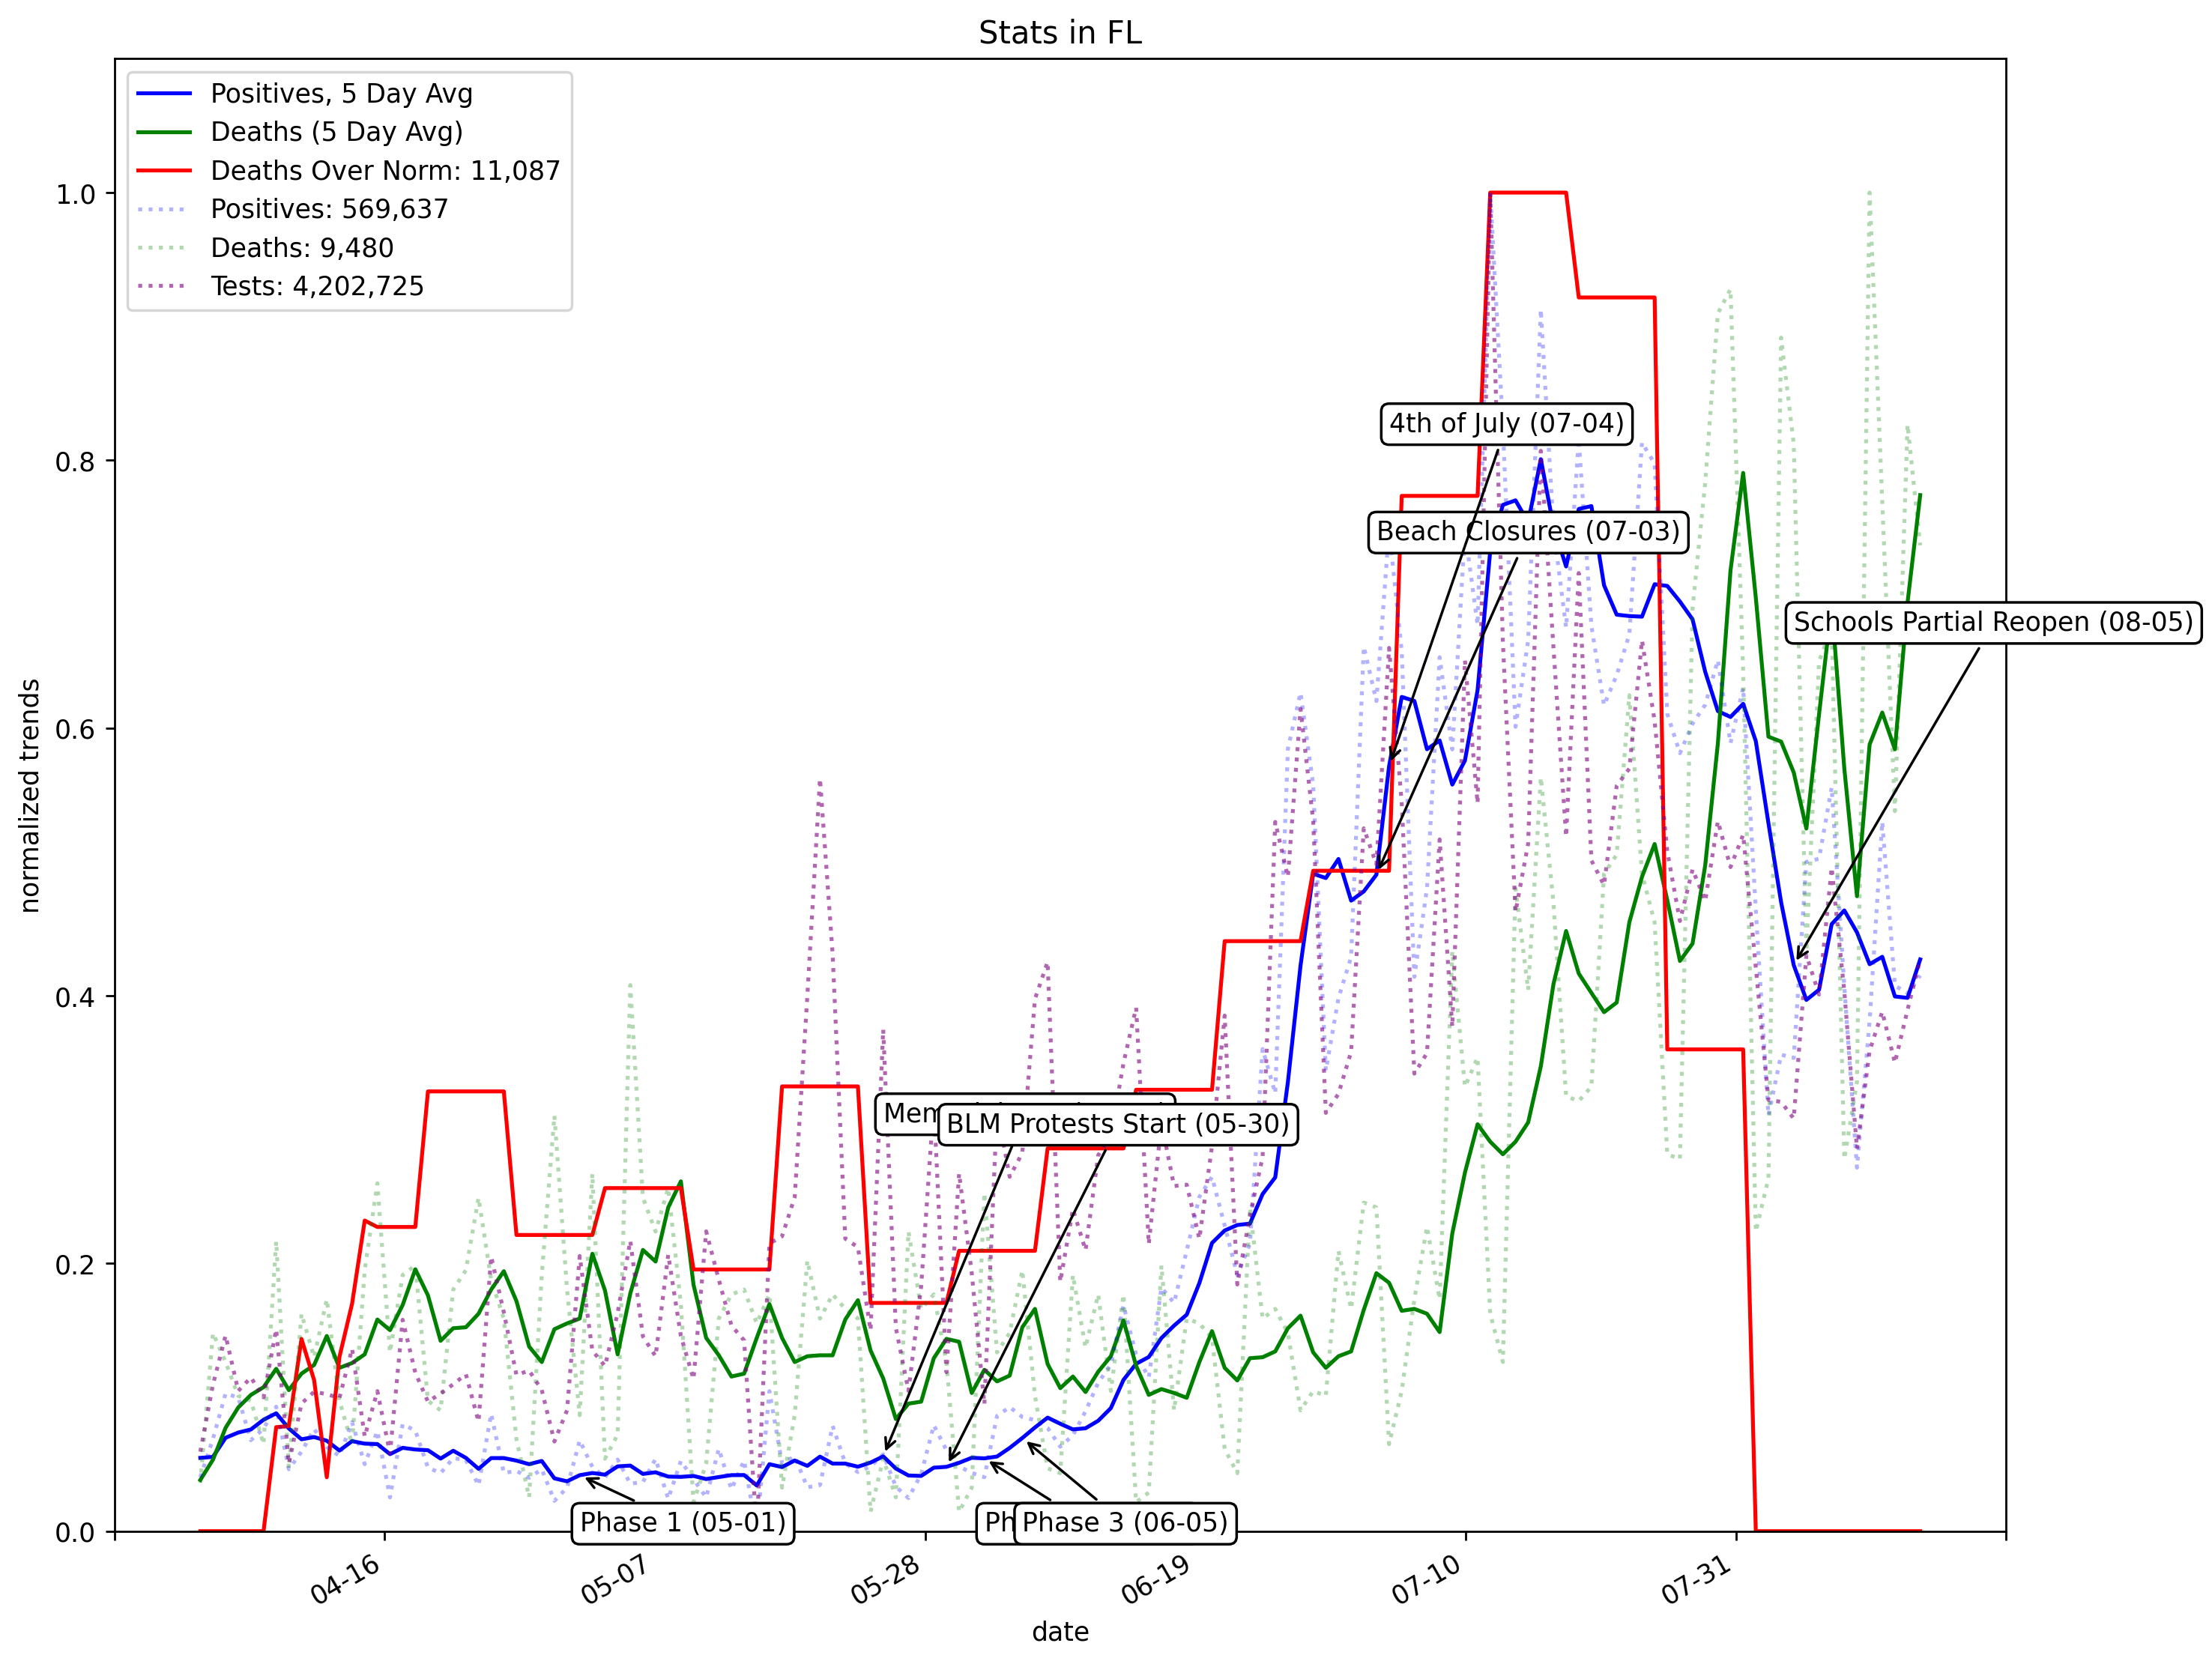 Stats in FL
Positives, 5 Day Avg
Deaths (5 Day Avg)
Deaths Over Norm: 11,087
Positives: 569,637
Deaths: 9,480
Tests: 4,202,725
normalized trends
1.0
0.8
0.6
0.4
0.2
0.0
4th of July (07-04)
Beach Closures (07-03)
Schools Partial Reopen (08-05)
BLM Protests Start (05-30)
Phase 1 (05-01)
Phase 3 (06-05)
04-16
05-07
05-28
06-19
07-10
07-31
date